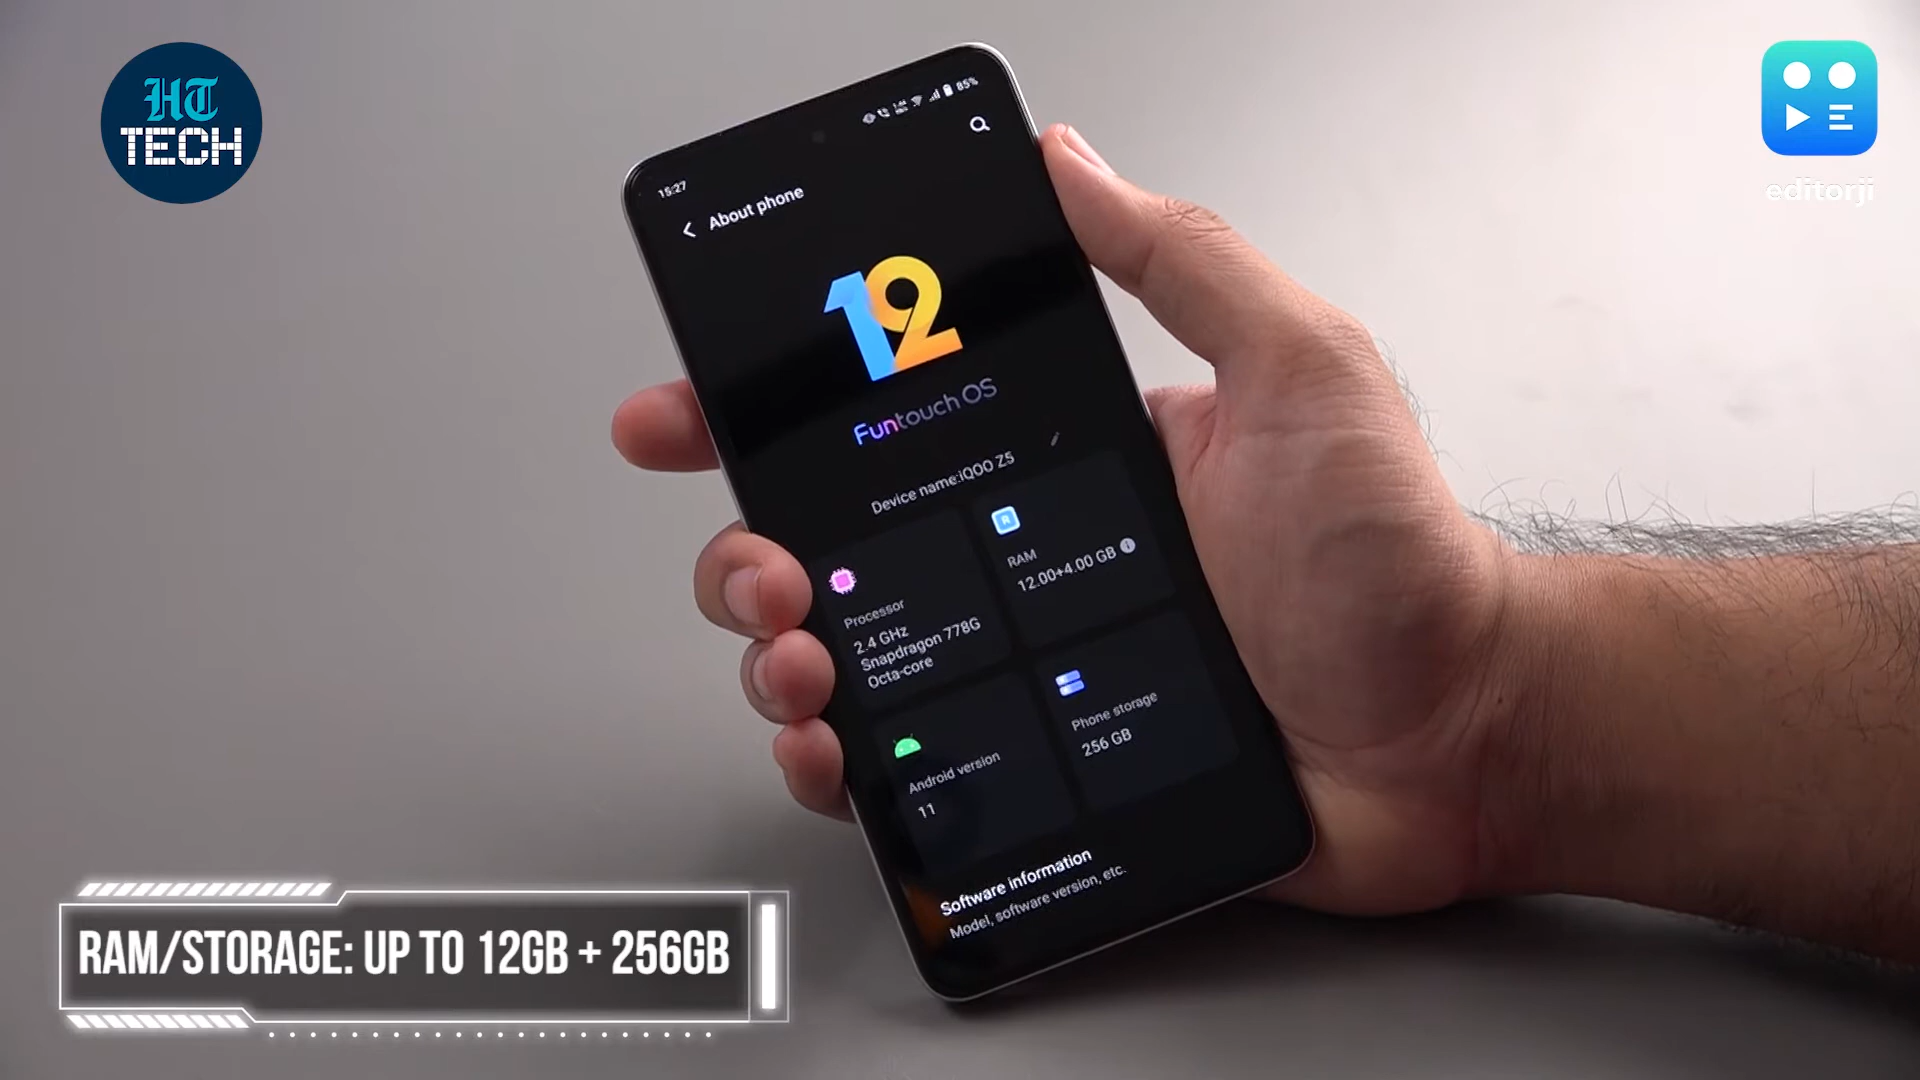 HT
TECH
editorji
15:27
85%
About phone
12
Funtouch OS
Device name:iQOO Z5
Processor
2.4 GHz
Snapdragon 778G
Octa-core
RAM
12.00+4.00 GB
Android version
11
Phone storage
256 GB
Software information
Model, software version, etc.
RAM/STORAGE: UP TO 12GB + 256GB